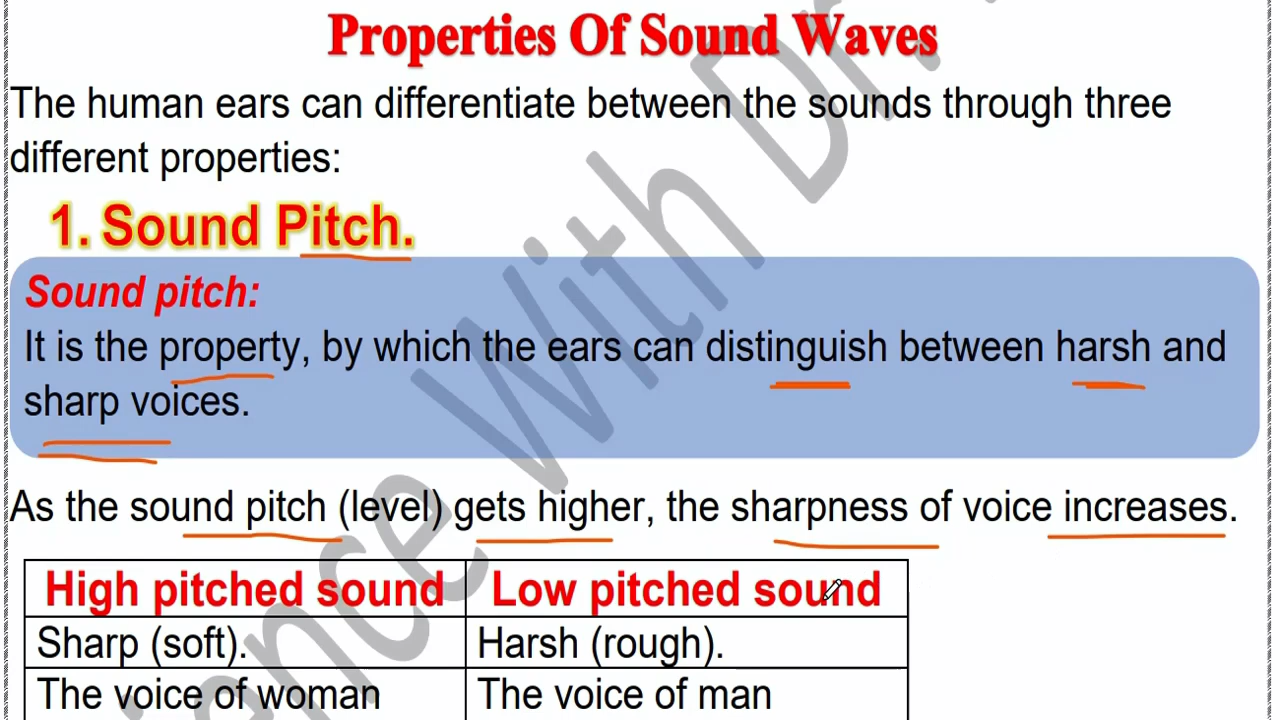 Properties Of Sound Waves
The human ears can differentiate between the sounds through three
different properties:
1. Sound Pitch.
Sound pitch:
It is the property, by which the ears can distinguish between harsh and
sharp voices.
As the sound pitch (level) gets higher, the sharpness of voice increases.
High pitched sound Low pitched sound
Sharp (soft). Harsh (rough).
The voice of woman The voice of man
ence With Dr.